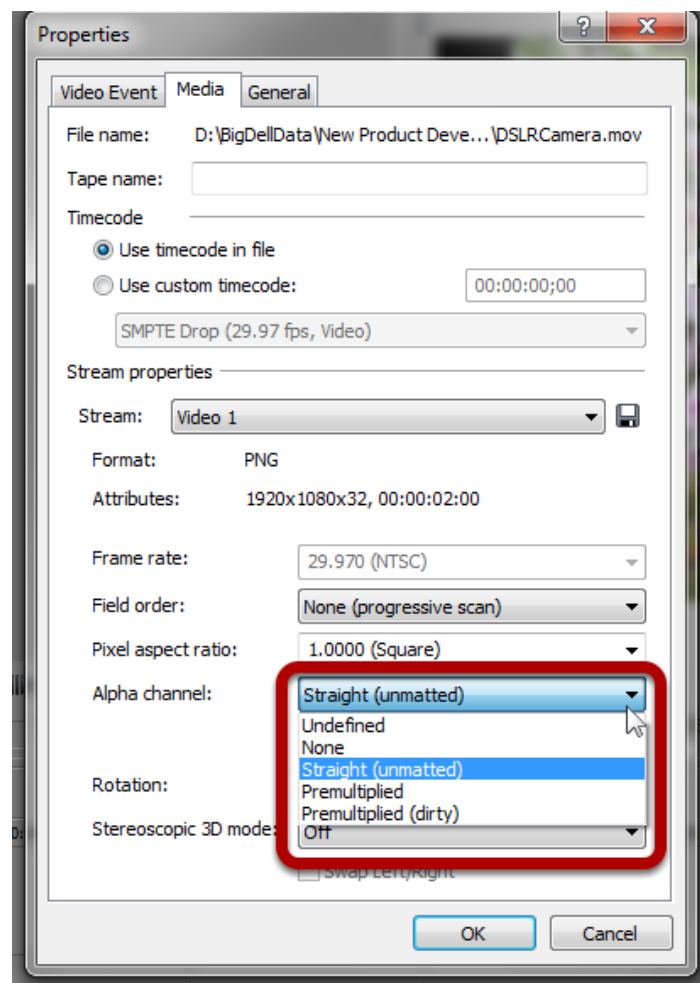 Properties
?
X
Video Event Media General
File name: D:\BigDellData\New Product Deve...\DSLRCamera.mov
Tape name:
Timecode
Use timecode in file
Use custom timecode: 00:00:00;00
SMPTE Drop (29.97 fps, Video)
Stream properties
Stream: Video 1
Format: PNG
Attributes: 1920x1080x32, 00:00:02:00
Frame rate: 29.970 (NTSC)
Field order: None (progressive scan)
Pixel aspect ratio: 1.0000 (Square)
Alpha channel: Straight (unmatted)
Undefined
None
Straight (unmatted)
Rotation: Premultiplied
Premultiplied (dirty)
Stereoscopic 3D mode: Off
Swap Left/Right
OK Cancel